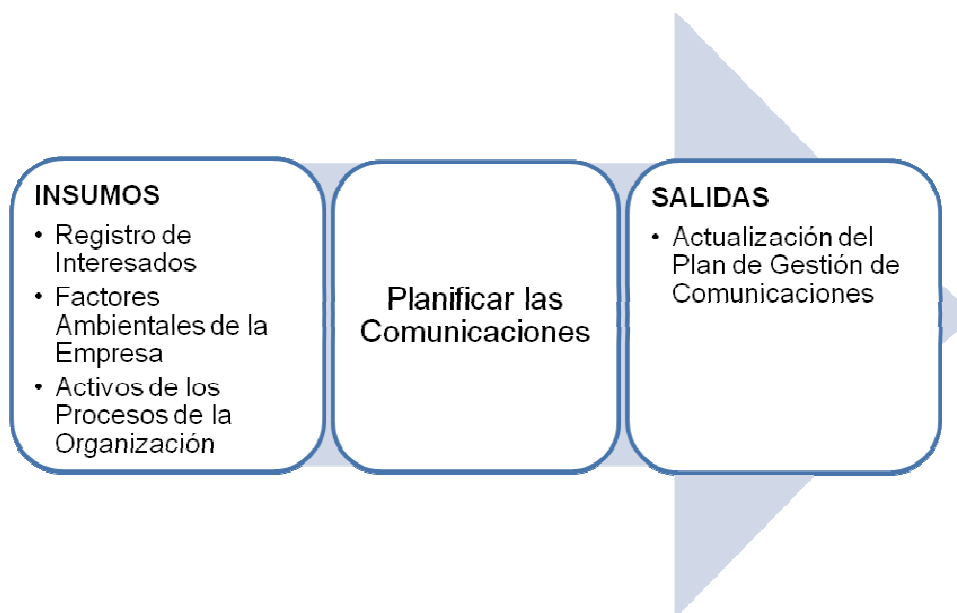 INSUMOS
• Registro de
Interesados
• Factores
Ambientales de la
Empresa
• Activos de los
Procesos de la
Organización
Planificar las
Comunicaciones
SALIDAS
• Actualización del
Plan de Gestión de
Comunicaciones